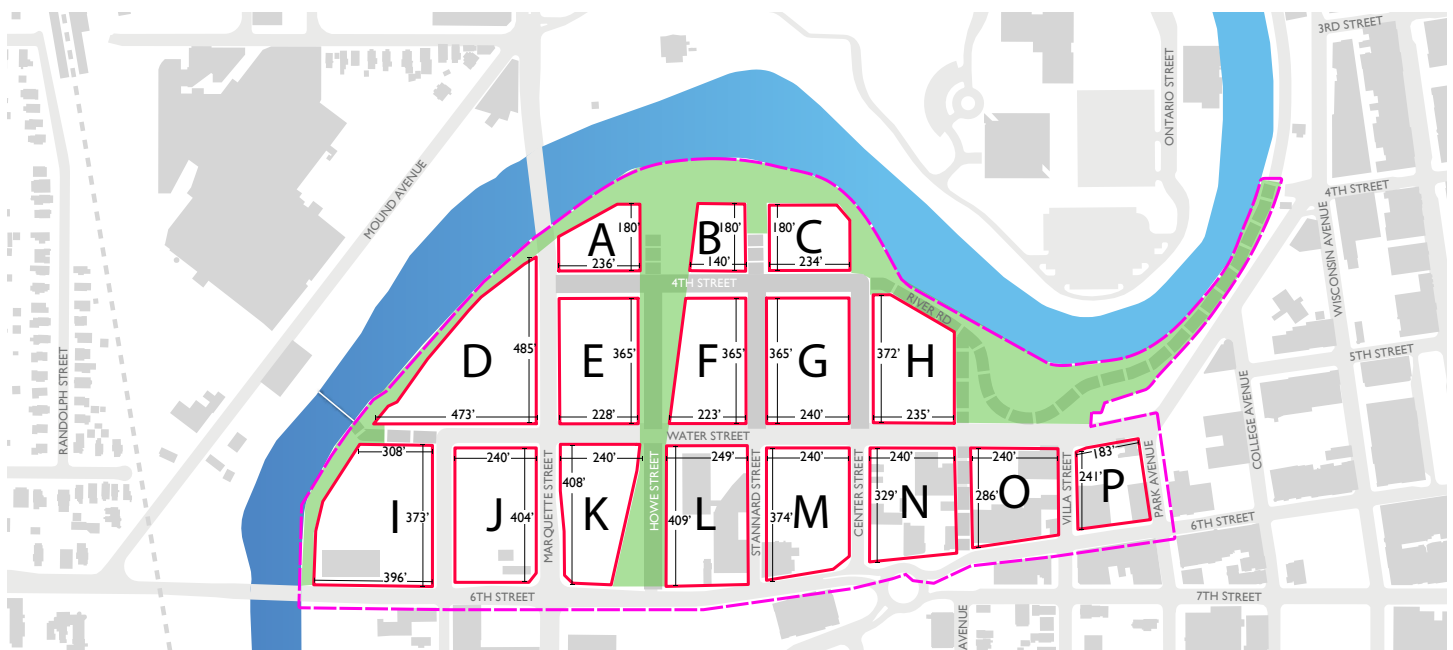 3RD STREET
ONTARIO STREET
MOUND AVENUE
4TH STREET
WISCONSIN AVENUE
A
180'
236'
B
180'
140'
C
180'
234'
4TH STREET
RIVER RD
RANDOLPH STREET
D
485'
473'
E
365'
228'
F
365'
223'
G
365'
240'
H
372'
235'
5TH STREET
COLLEGE AVENUE
WATER STREET
I
308'
373'
396'
J
240'
404'
MARQUETTE STREET
K
240'
408'
HOWE STREET
L
249'
409'
STANNARD STREET
M
240'
374'
CENTER STREET
N
240'
329'
O
240'
286'
VILLA STREET
P
183'
241'
PARK AVENUE
6TH STREET
6TH STREET
7TH STREET
AVENUE